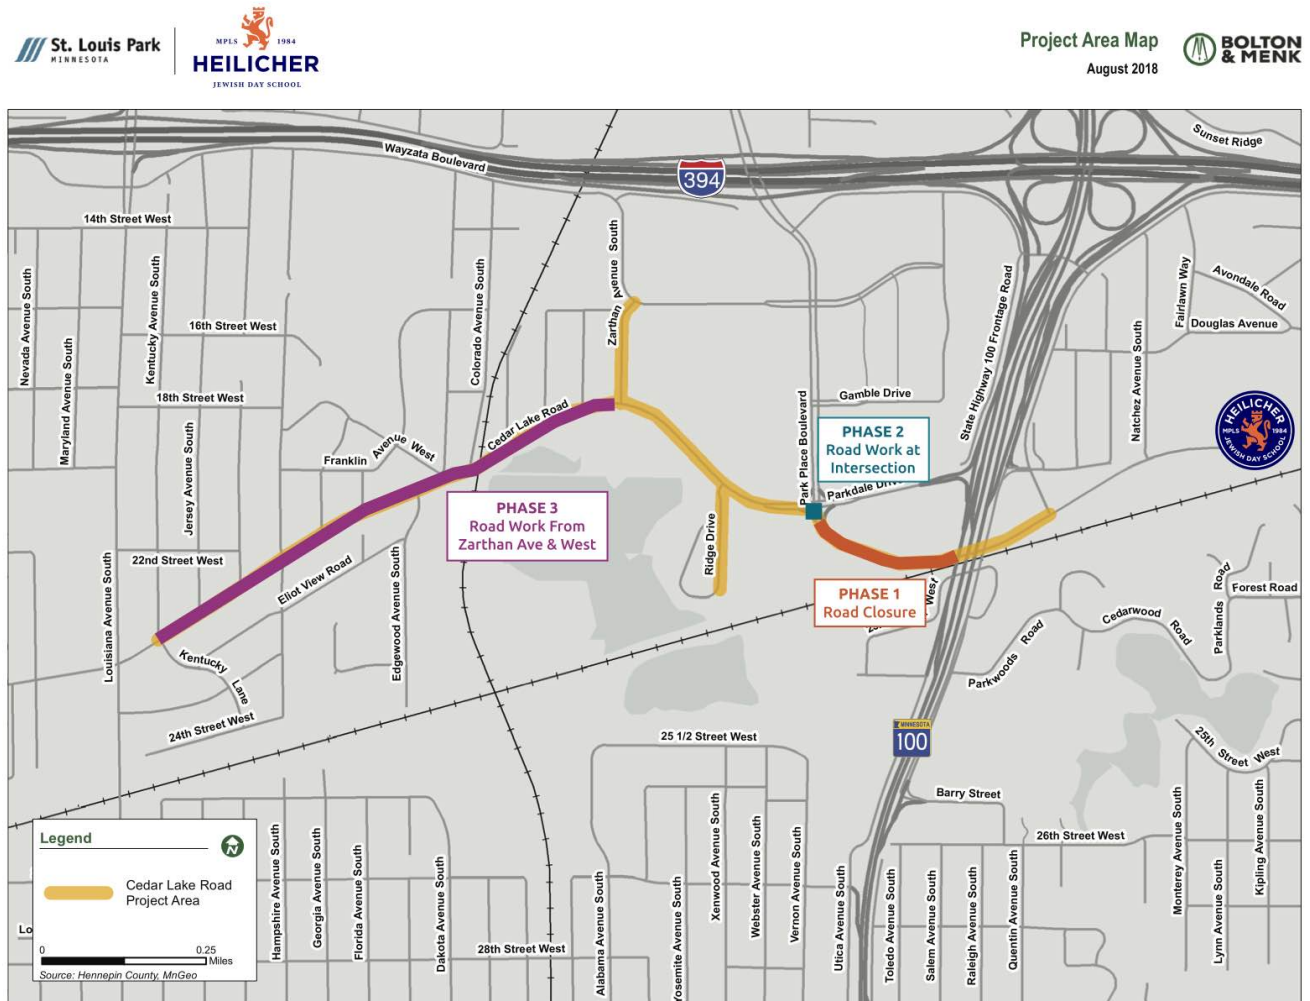 St. Louis Park
MINNESOTA
MPLS 1984
HEILICHER
JEWISH DAY SCHOOL
Project Area Map
August 2018
BOLTON
& MENK
Sunset Ridge
Wayzata Boulevard
394
14th Street West
Zarthan Avenue South
Nevada Avenue South
Kentucky Avenue South
Colorado Avenue South
State Highway 100 Frontage Road
Fairlawn Way
Avondale Road
Douglas Avenue
16th Street West
Maryland Avenue South
Natchez Avenue South
18th Street West
Gamble Drive
Park Place Boulevard
Cedar Lake Road
HEILICHER
MPLS 1984
JEWISH DAY SCHOOL
PHASE 2
Road Work at
Intersection
Jersey Avenue South
Franklin Avenue West
Parkdale
PHASE 3
Road Work From
Zarthan Ave & West
Ridge Drive
22nd Street West
Eliot View Road
Louisiana Avenue South
Edgewood Avenue South
PHASE 1
Road Closure
West
Forest Road
Parklands Road
Cedarwood Road
Parkwoods Road
Kentucky Lane
24th Street West
MINNESOTA
100
25 1/2 Street West
25th Street West
Barry Street
26th Street West
Legend
N
Cedar Lake Road
Project Area
0 0.25
Miles
Source: Hennepin County, MnGeo
Lo
Hampshire Avenue South
Georgia Avenue South
Florida Avenue South
Dakota Avenue South
28th Street West
Alabama Avenue South
Yosemite Avenue South
Xenwood Avenue South
Webster Avenue South
Vernon Avenue South
Utica Avenue South
Toledo Avenue South
Salem Avenue South
Raleigh Avenue South
Quentin Avenue South
Monterey Avenue South
Lynn Avenue South
Kipling Avenue South